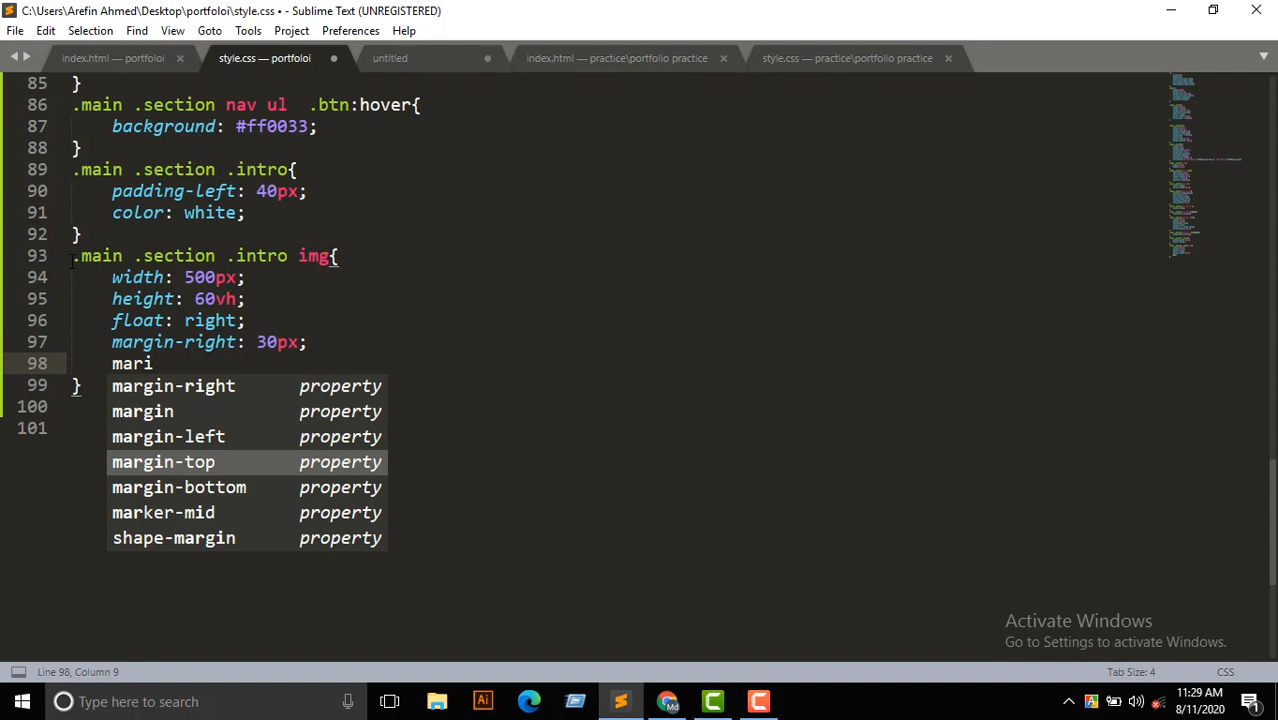 C:\Users\Arefin Ahmed\Desktop\portfoloi\style.css • - Sublime Text (UNREGISTERED)
File Edit Selection Find View Goto Tools Project Preferences Help
index.html — portfoloi style.css — portfoloi untitled index.html — practice\portfolio practice style.css — practice\portfolio practice
85 }
86 .main .section nav ul .btn:hover{
87 background: #ff0033;
88 }
89 .main .section .intro{
90 padding-left: 40px;
91 color: white;
92 }
93 .main .section .intro img{
94 width: 500px;
95 height: 60vh;
96 float: right;
97 margin-right: 30px;
98 mari
99 }
margin-right property
100
margin property
101
margin-left property
margin-top property
margin-bottom property
marker-mid property
shape-margin property
Activate Windows
Go to Settings to activate Windows.
Line 98, Column 9 Tab Size: 4 CSS
Type here to search
11:29 AM
8/11/2020